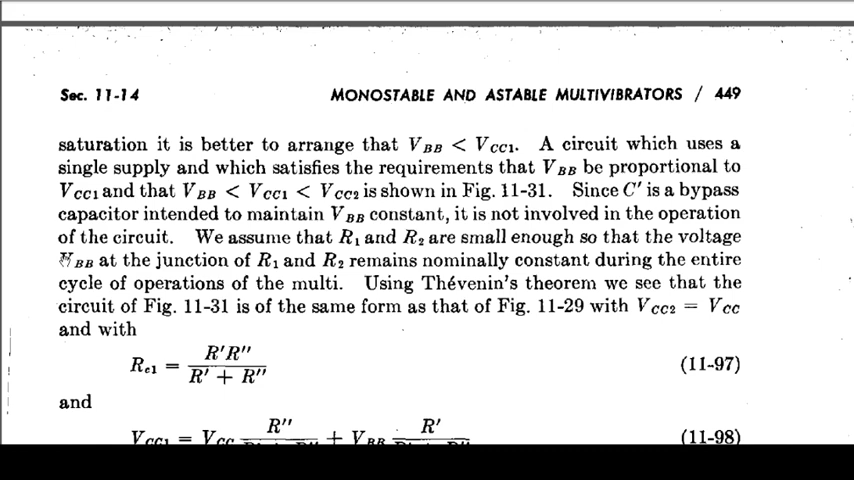 Sec. 11-14 MONOSTABLE AND ASTABLE MULTIVIBRATORS / 449
saturation it is better to arrange that V_BB < V_CC1. A circuit which uses a
single supply and which satisfies the requirements that V_BB be proportional to
V_CC1 and that V_BB < V_CC1 < V_CC2 is shown in Fig. 11-31. Since C′ is a bypass
capacitor intended to maintain V_BB constant, it is not involved in the operation
of the circuit. We assume that R_1 and R_2 are small enough so that the voltage
V_BB at the junction of R_1 and R_2 remains nominally constant during the entire
cycle of operations of the multi. Using Thévenin's theorem we see that the
circuit of Fig. 11-31 is of the same form as that of Fig. 11-29 with V_CC2 = V_CC
and with
R_c1 = R′R″ / (R′ + R″) (11-97)
and
V_CC1 = V_CC R″ / (R′ + R″) + V_BB R′ / (R′ + R″) (11-98)